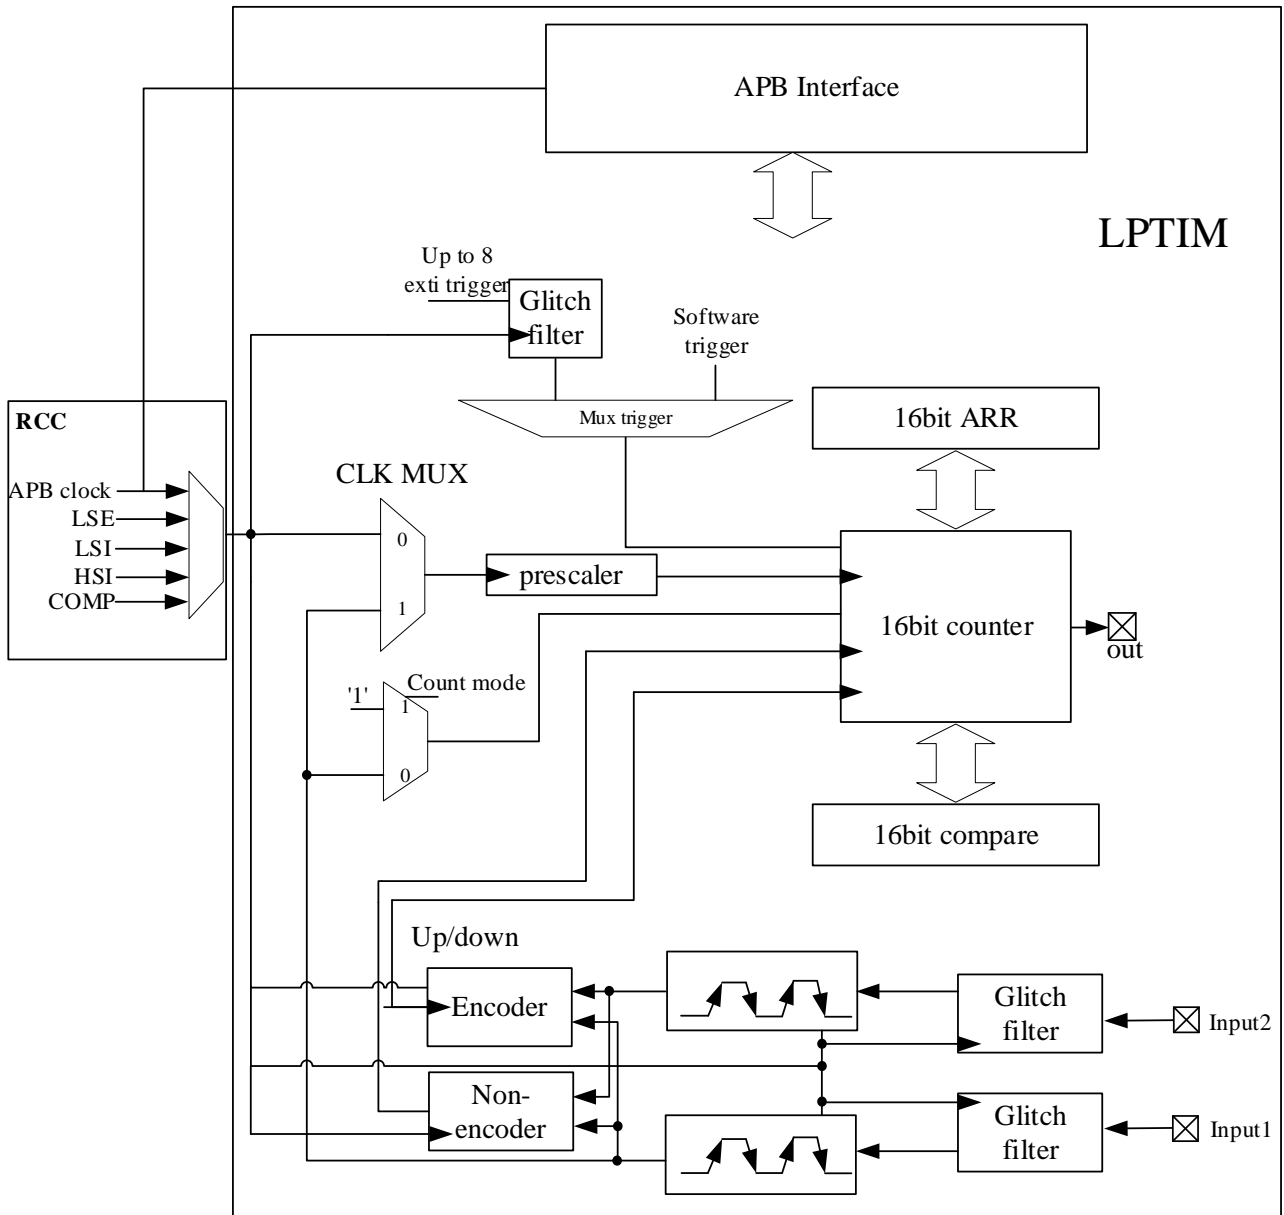 APB Interface
LPTIM
Up to 8
exti trigger
Glitch
filter
Software
trigger
Mux trigger
16bit ARR
RCC
CLK MUX
APB clock
LSE
LSI
HSI
COMP
0
1
prescaler
16bit counter
out
'1'
Count mode
1
0
16bit compare
Up/down
Encoder
Glitch
filter
Input2
Non-
encoder
Glitch
filter
Input1